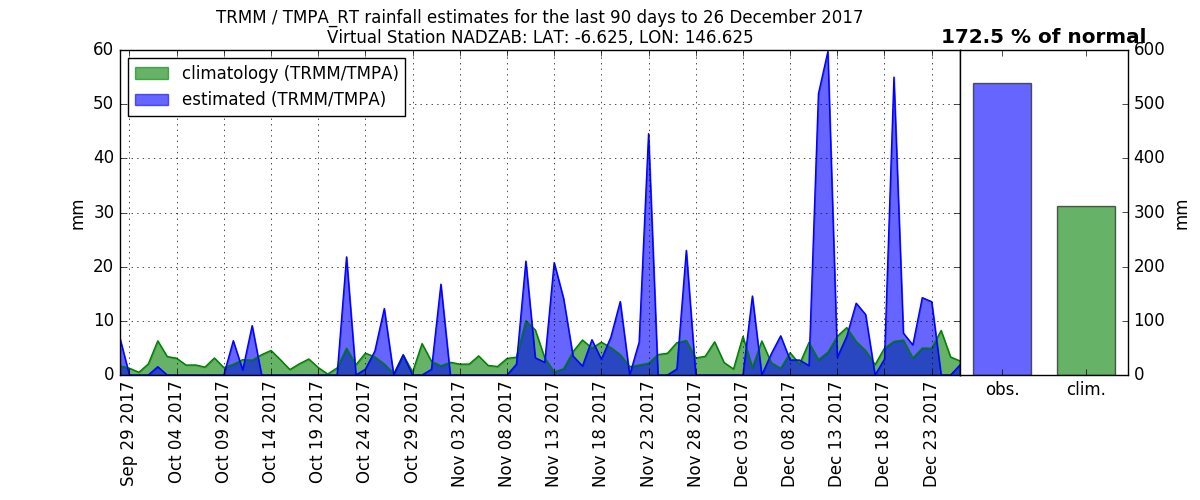 TRMM / TMPA_RT rainfall estimates for the last 90 days to 26 December 2017
Virtual Station NADZAB: LAT: -6.625, LON: 146.625
172.5 % of normal
climatology (TRMM/TMPA)
estimated (TRMM/TMPA)
60
50
40
30
20
10
0
mm
600
500
400
300
200
100
0
mm
Sep 29 2017
Oct 04 2017
Oct 09 2017
Oct 14 2017
Oct 19 2017
Oct 24 2017
Oct 29 2017
Nov 03 2017
Nov 08 2017
Nov 13 2017
Nov 18 2017
Nov 23 2017
Nov 28 2017
Dec 03 2017
Dec 08 2017
Dec 13 2017
Dec 18 2017
Dec 23 2017
obs.
clim.